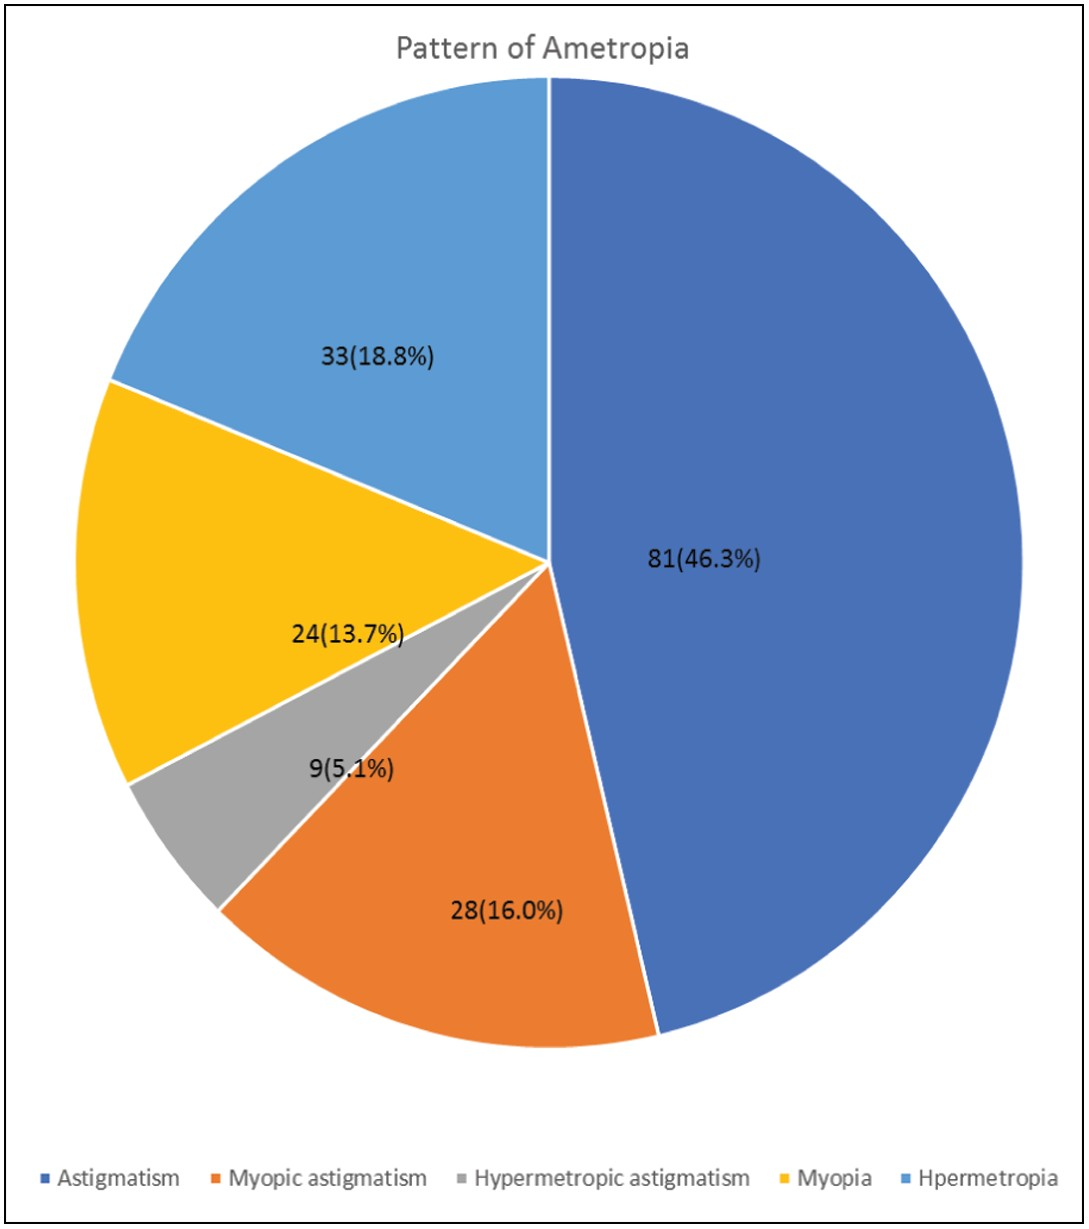 Pattern of Ametropia
33(18.8%)
81(46.3%)
24(13.7%)
9(5.1%)
28(16.0%)
Astigmatism Myopic astigmatism Hypermetropic astigmatism Myopia Hpermetropia